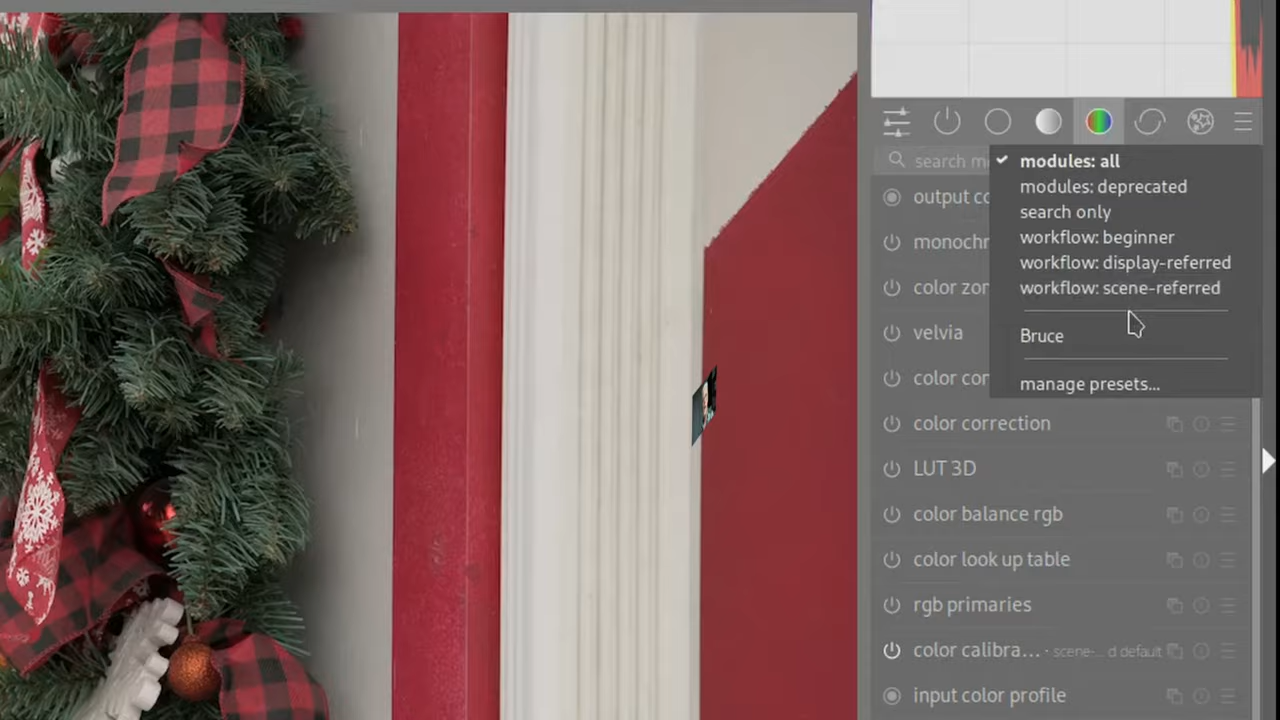 search m
modules: all
modules: deprecated
search only
workflow: beginner
workflow: display-referred
workflow: scene-referred
Bruce
manage presets...
output co
monochr
color zon
velvia
color cor
color correction
LUT 3D
color balance rgb
color look up table
rgb primaries
color calibra... · scene-... d default
input color profile